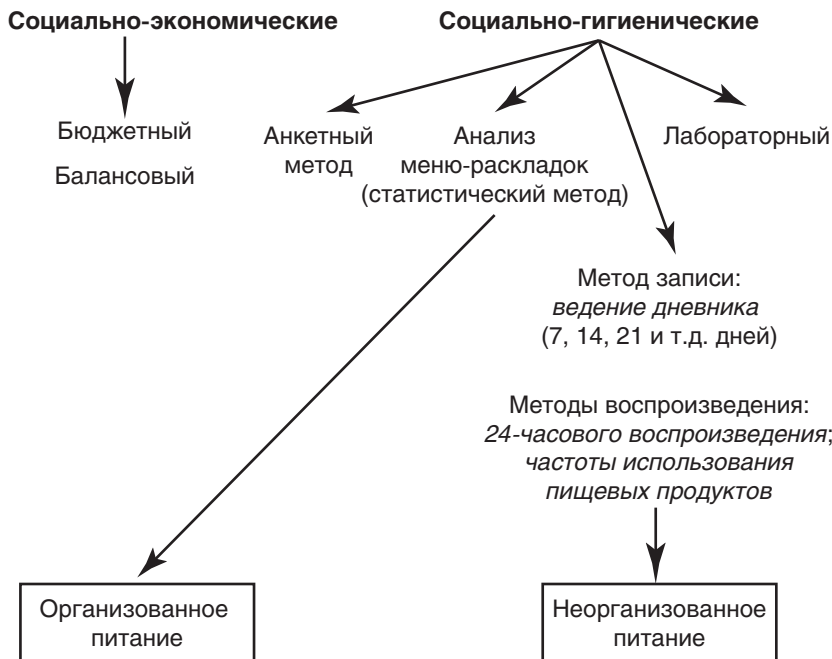 Социально-экономические
Социально-гигиенические
Бюджетный
Балансовый
Анкетный
метод
Анализ
меню-раскладок
(статистический метод)
Лабораторный
Метод записи:
ведение дневника
(7, 14, 21 и т.д. дней)
Методы воспроизведения:
24-часового воспроизведения;
частоты использования
пищевых продуктов
Организованное
питание
Неорганизованное
питание